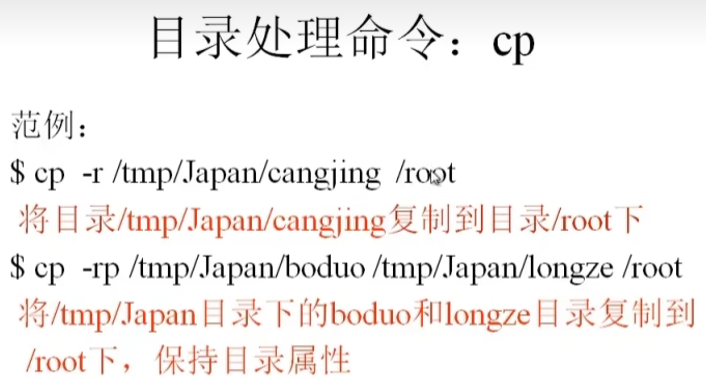 目录处理命令：cp
范例：
$ cp -r /tmp/Japan/cangjing /root
将目录/tmp/Japan/cangjing复制到目录/root下
$ cp -rp /tmp/Japan/boduo /tmp/Japan/longze /root
将/tmp/Japan目录下的boduo和longze目录复制到
/root下，保持目录属性